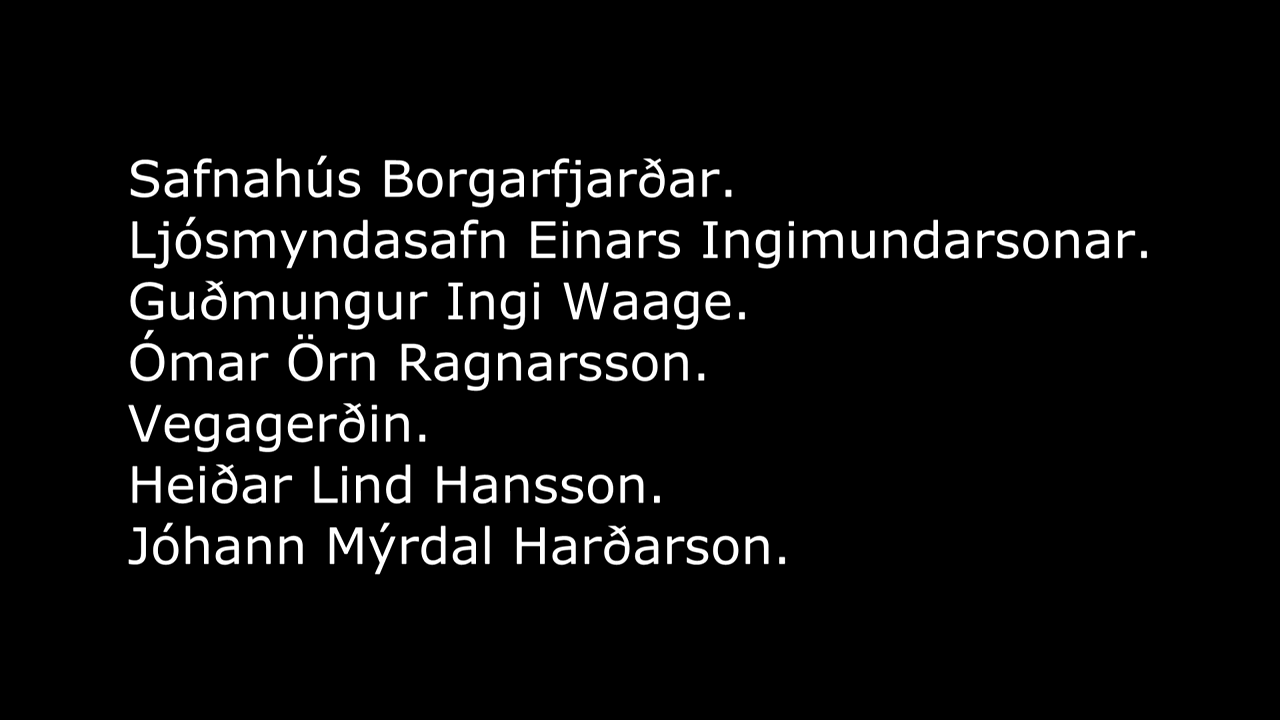 Safnahús Borgarfjarðar.
Ljósmyndasafn Einars Ingimundarsonar.
Guðmungur Ingi Waage.
Ómar Örn Ragnarsson.
Vegagerðin.
Heiðar Lind Hansson.
Jóhann Mýrdal Harðarson.